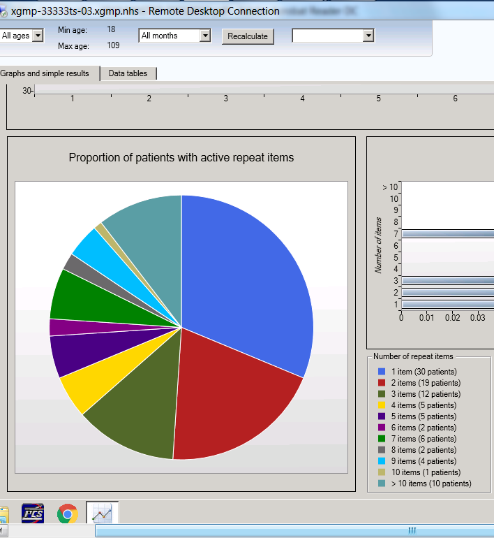 xgmp-33333ts-03.xgmp.nhs - Remote Desktop Connection
All ages
Min age: 18
Max age: 109
All months
Recalculate
Graphs and simple results
Data tables
30
1 2 3 4 5 6
Proportion of patients with active repeat items
> 10
10
9
8
7
6
5
4
3
2
1
Number of items
0 0.01 0.02 0.03
Number of repeat items
1 item (30 patients)
2 items (19 patients)
3 items (12 patients)
4 items (5 patients)
5 items (5 patients)
6 items (2 patients)
7 items (6 patients)
8 items (2 patients)
9 items (4 patients)
10 items (1 patients)
> 10 items (10 patients)